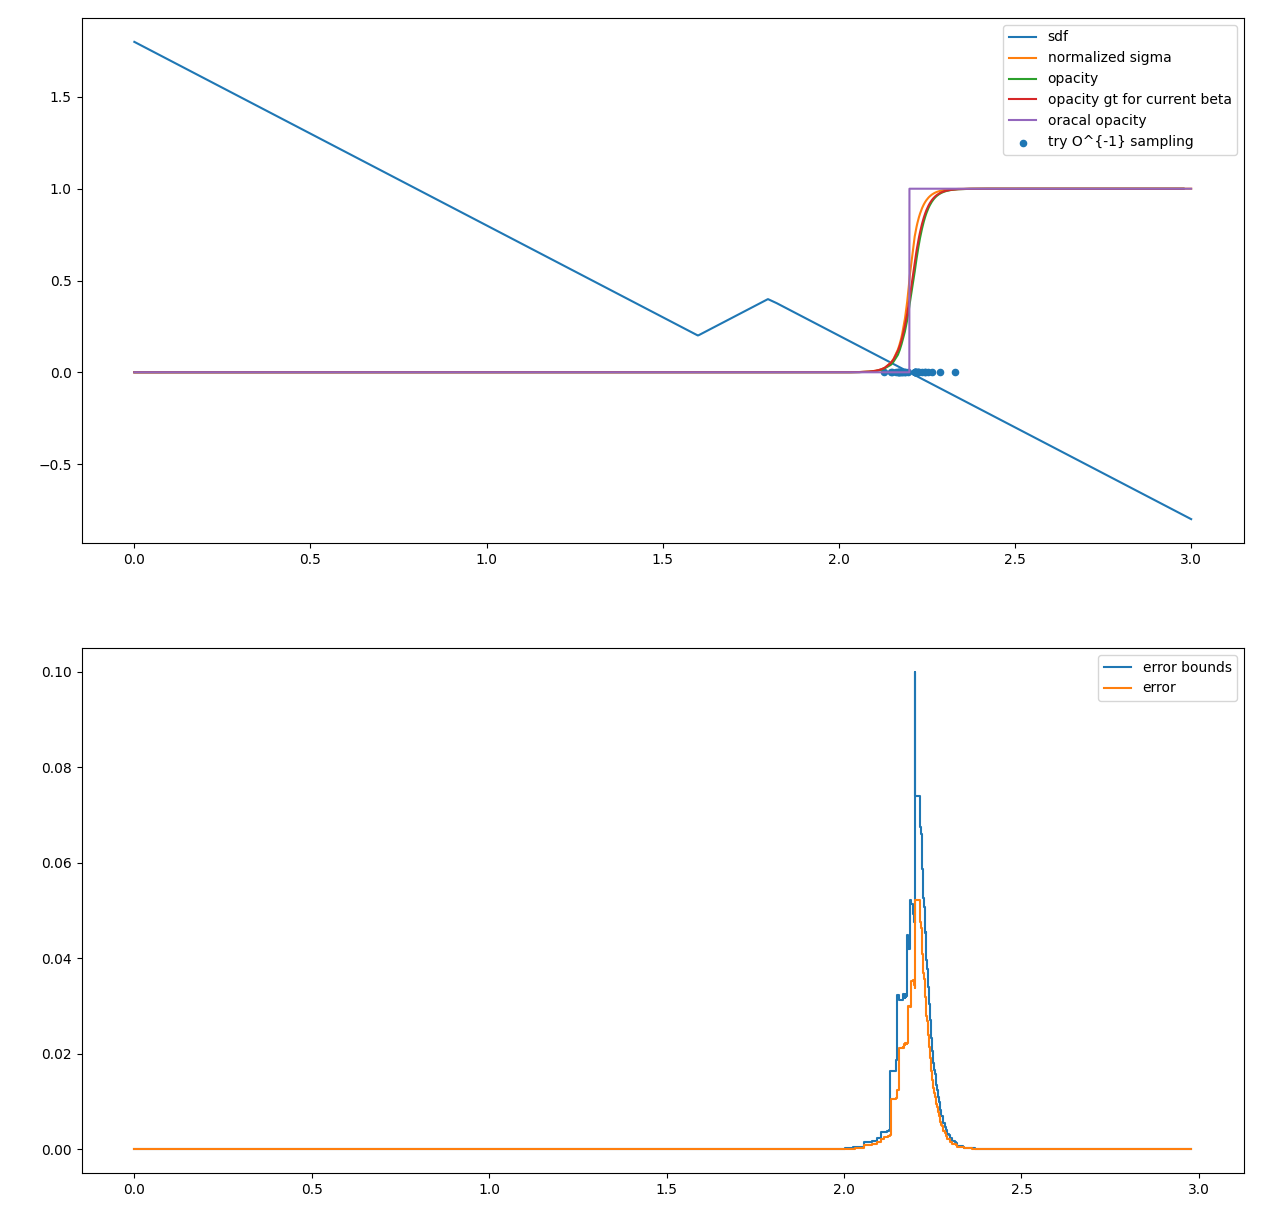 sdf
normalized sigma
opacity
opacity gt for current beta
oracal opacity
try O^{-1} sampling
1.5
1.0
0.5
0.0
−0.5
0.0 0.5 1.0 1.5 2.0 2.5 3.0
error bounds
error
0.10
0.08
0.06
0.04
0.02
0.00
0.0 0.5 1.0 1.5 2.0 2.5 3.0